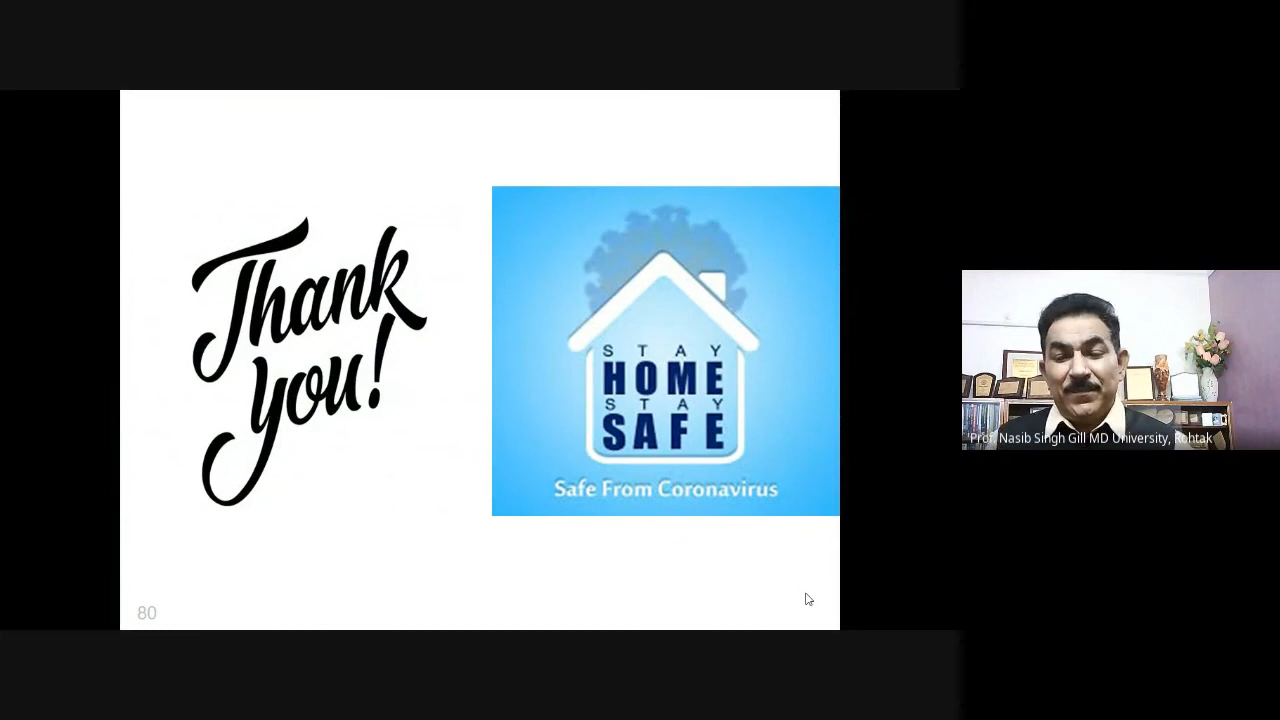 Thank
you!
STAY
HOME
STAY
SAFE
Safe From Coronavirus
80
'Prof. Nasib Singh Gill MD University, Rohtak